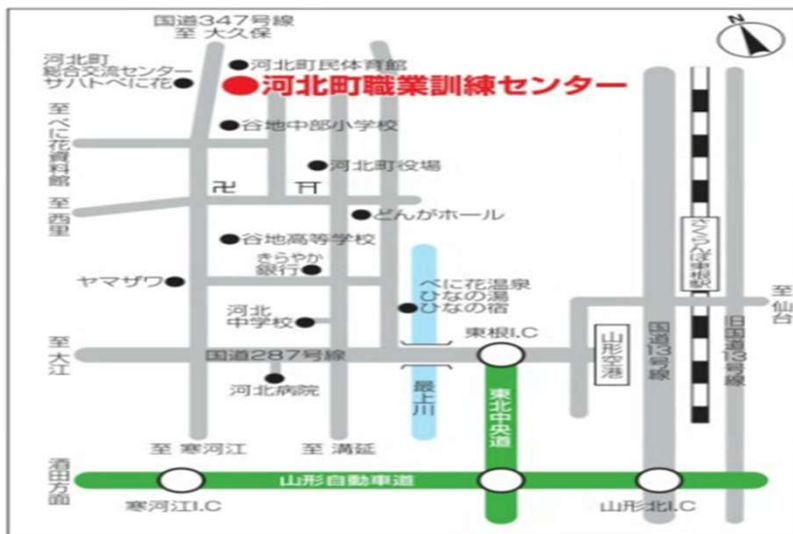 国道347号線
至 大久保
N
河北町
総合交流センター
サハトべに花
河北町民体育館
河北町職業訓練センター
至 べに花資料館
谷地中部小学校
河北町役場
至 西里
どんがホール
谷地高等学校
きらやか
銀行
ヤマザワ
べに花温泉
ひなの湯
ひなの宿
河北
中学校
さくらんぼ東根駅
至 仙台
至 大江
国道287号線
東根I.C
山形空港
国道13号線
旧国道13号線
河北病院
最上川
東北中央道
至 寒河江
至 溝延
酒田方面
山形自動車道
寒河江I.C
山形北I.C